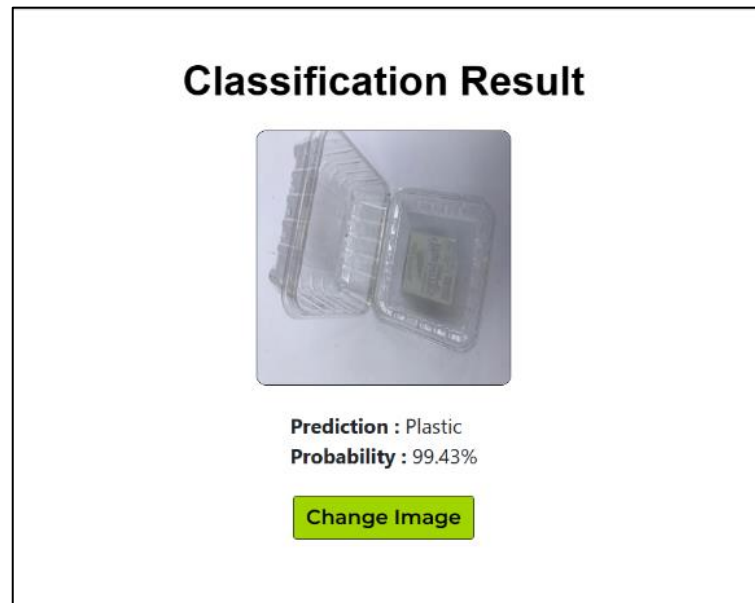 Classification Result
Prediction : Plastic
Probability : 99.43%
Change Image